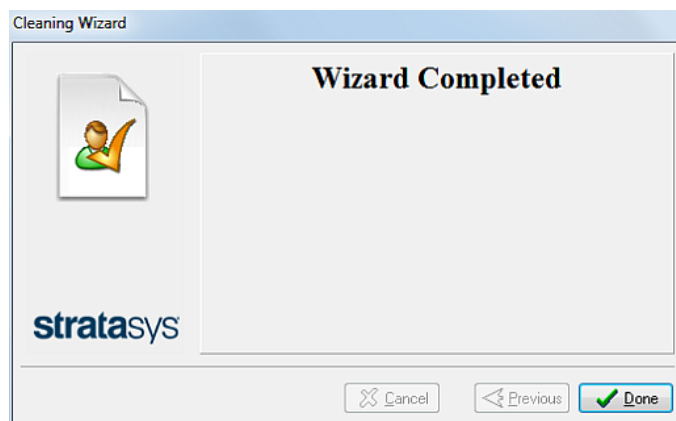 Cleaning Wizard
Wizard Completed
stratasys
Cancel
Previous
Done